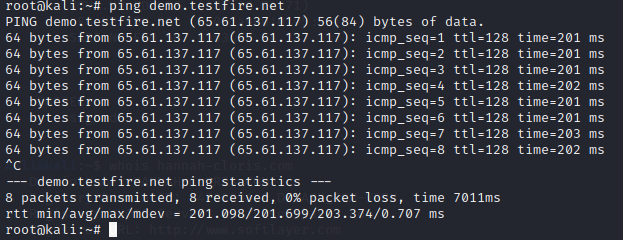 root@kali:~# ping demo.testfire.net
PING demo.testfire.net (65.61.137.117) 56(84) bytes of data.
64 bytes from 65.61.137.117 (65.61.137.117): icmp_seq=1 ttl=128 time=201 ms
64 bytes from 65.61.137.117 (65.61.137.117): icmp_seq=2 ttl=128 time=201 ms
64 bytes from 65.61.137.117 (65.61.137.117): icmp_seq=3 ttl=128 time=201 ms
64 bytes from 65.61.137.117 (65.61.137.117): icmp_seq=4 ttl=128 time=202 ms
64 bytes from 65.61.137.117 (65.61.137.117): icmp_seq=5 ttl=128 time=201 ms
64 bytes from 65.61.137.117 (65.61.137.117): icmp_seq=6 ttl=128 time=201 ms
64 bytes from 65.61.137.117 (65.61.137.117): icmp_seq=7 ttl=128 time=203 ms
64 bytes from 65.61.137.117 (65.61.137.117): icmp_seq=8 ttl=128 time=202 ms
^C
--- demo.testfire.net ping statistics ---
8 packets transmitted, 8 received, 0% packet loss, time 7011ms
rtt min/avg/max/mdev = 201.098/201.699/203.374/0.707 ms
root@kali:~#